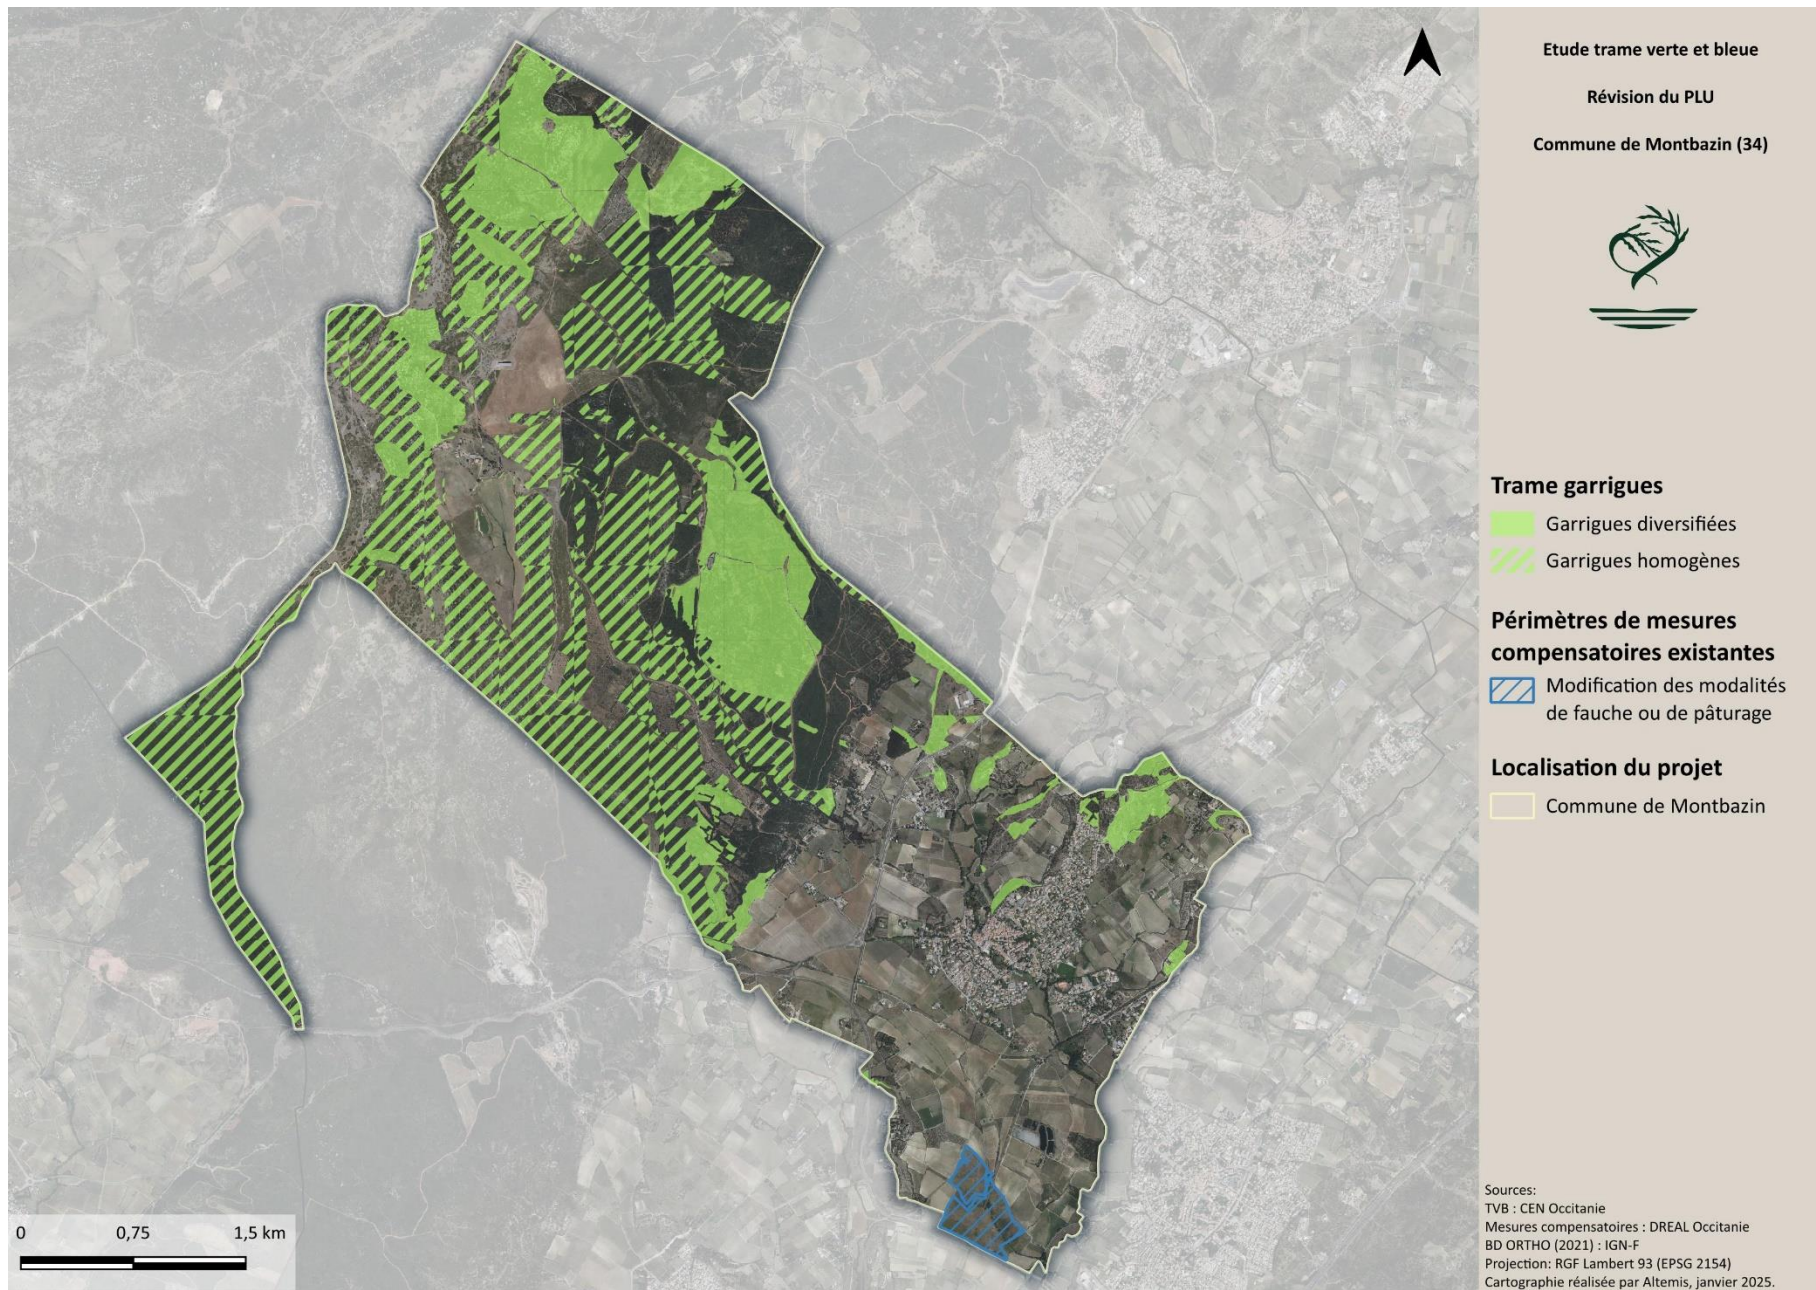 Etude trame verte et bleue
Révision du PLU
Commune de Montbazin (34)
Trame garrigues
Garrigues diversifiées
Garrigues homogènes
Périmètres de mesures
compensatoires existantes
Modification des modalités
de fauche ou de pâturage
Localisation du projet
Commune de Montbazin
Sources:
TVB : CEN Occitanie
Mesures compensatoires : DREAL Occitanie
BD ORTHO (2021) : IGN-F
Projection: RGF Lambert 93 (EPSG 2154)
Cartographie réalisée par Altemis, janvier 2025.
0 0,75 1,5 km